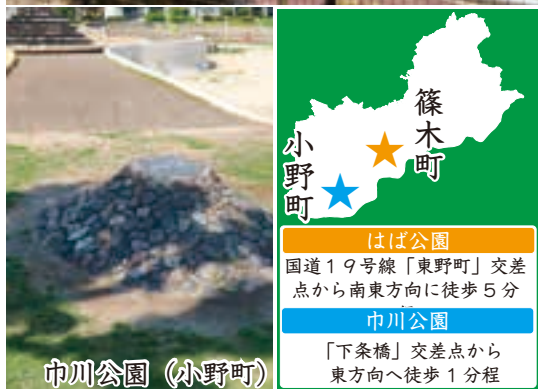 巾川公園（小野町）
篠木町
小野町
はば公園
国道１９号線「東野町」交差
点から南東方向に徒歩５分
巾川公園
「下条橋」交差点から
東方向へ徒歩１分程